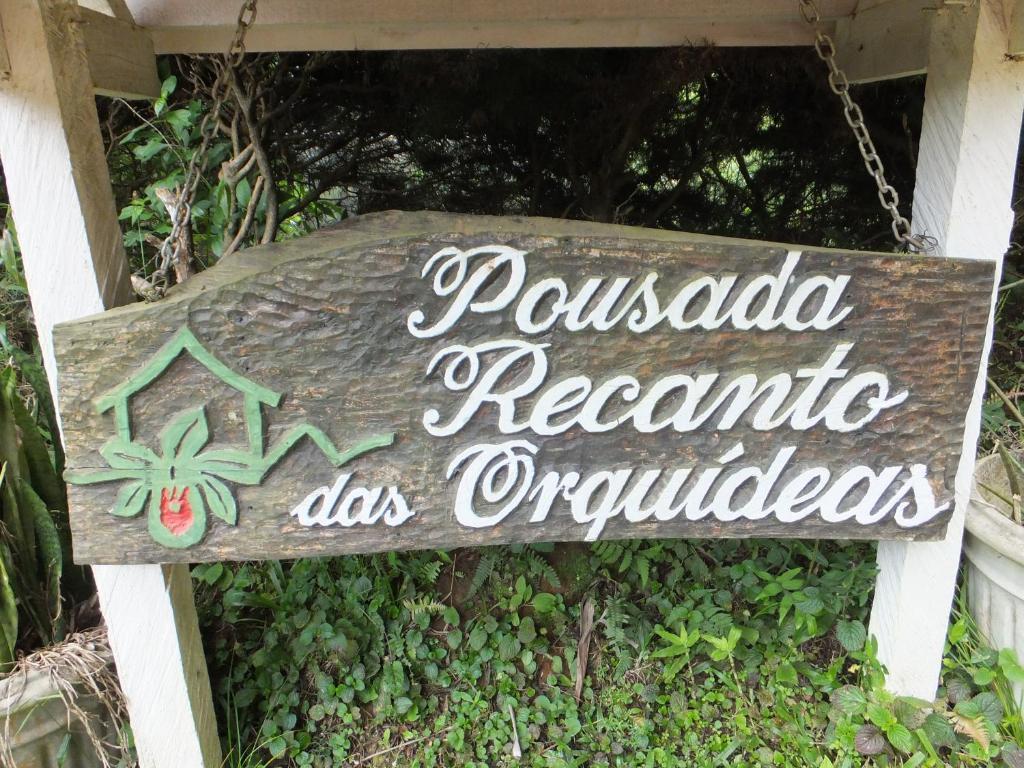 Pousada
Recanto
das Orquídeas